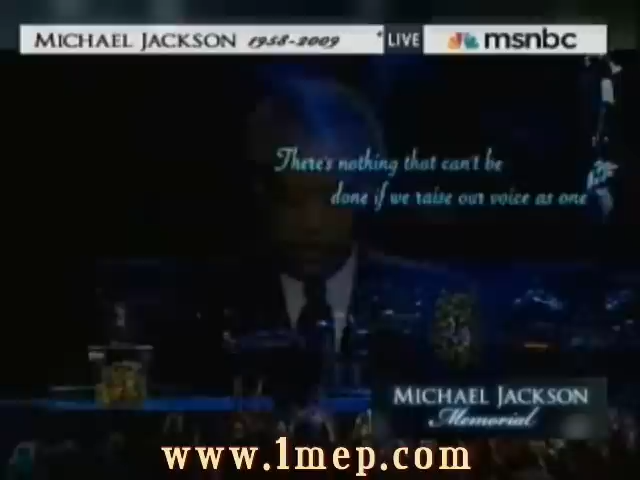 MICHAEL JACKSON 1958-2009
LIVE
msnbc
There's nothing that can't be
done if we raise our voice as one
MICHAEL JACKSON
Memorial
www.1mep.com